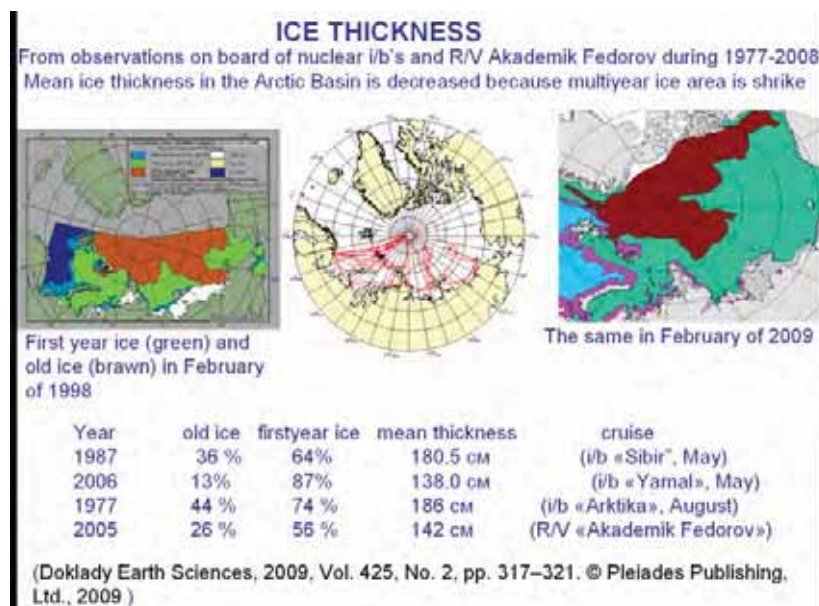 ICE THICKNESS
From observations on board of nuclear i/b's and R/V Akademik Fedorov during 1977-2008
Mean ice thickness in the Arctic Basin is decreased because multiyear ice area is shrike
First year ice (green) and
old ice (brawn) in February
of 1998
The same in February of 2009
Year old ice firstyear ice mean thickness cruise
1987 36 % 64% 180.5 см (i/b «Sibir", May)
2006 13% 87% 138.0 см (i/b «Yamal», May)
1977 44 % 74 % 186 см (i/b «Arktika», August)
2005 26 % 56 % 142 см (R/V «Akademik Fedorov»)
(Doklady Earth Sciences, 2009, Vol. 425, No. 2, pp. 317–321. © Pleiades Publishing,
Ltd., 2009 )